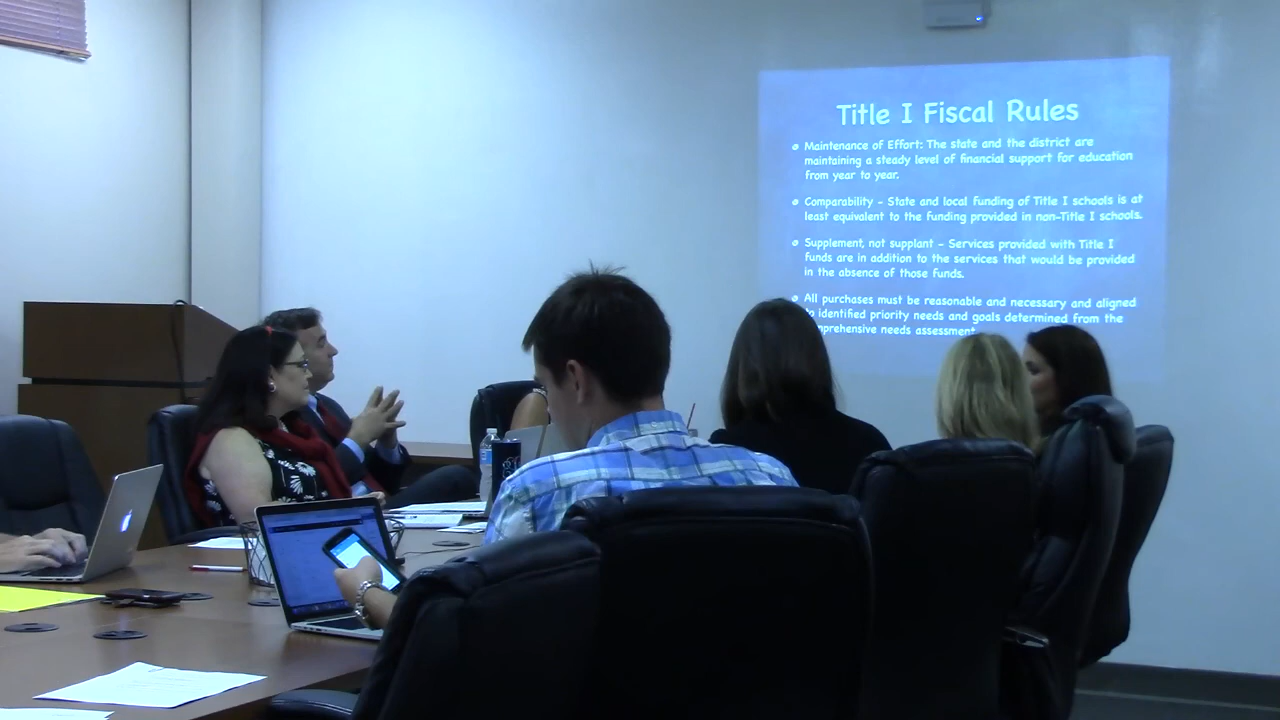 Title I Fiscal Rules
Maintenance of Effort: The state and the district are
maintaining a steady level of financial support for education
from year to year.
Comparability - State and local funding of Title I schools is at
least equivalent to the funding provided in non-Title I schools.
Supplement, not supplant - Services provided with Title I
funds are in addition to the services that would be provided
in the absence of those funds.
All purchases must be reasonable and necessary and aligned
to identified priority needs and goals determined from the
mprehensive needs assessment